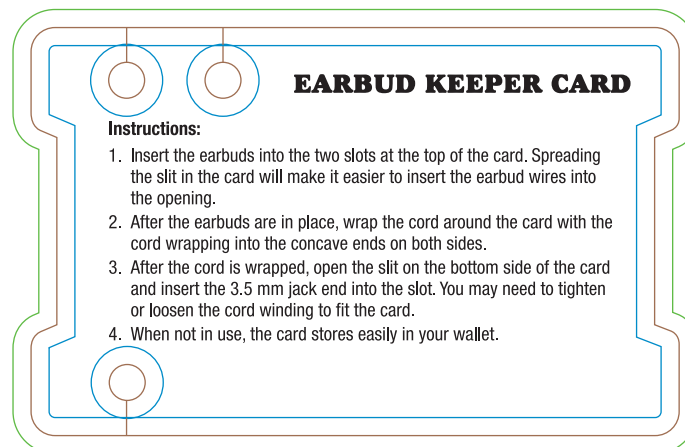 EARBUD KEEPER CARD
Instructions:
1. Insert the earbuds into the two slots at the top of the card. Spreading
the slit in the card will make it easier to insert the earbud wires into
the opening.
2. After the earbuds are in place, wrap the cord around the card with the
cord wrapping into the concave ends on both sides.
3. After the cord is wrapped, open the slit on the bottom side of the card
and insert the 3.5 mm jack end into the slot. You may need to tighten
or loosen the cord winding to fit the card.
4. When not in use, the card stores easily in your wallet.